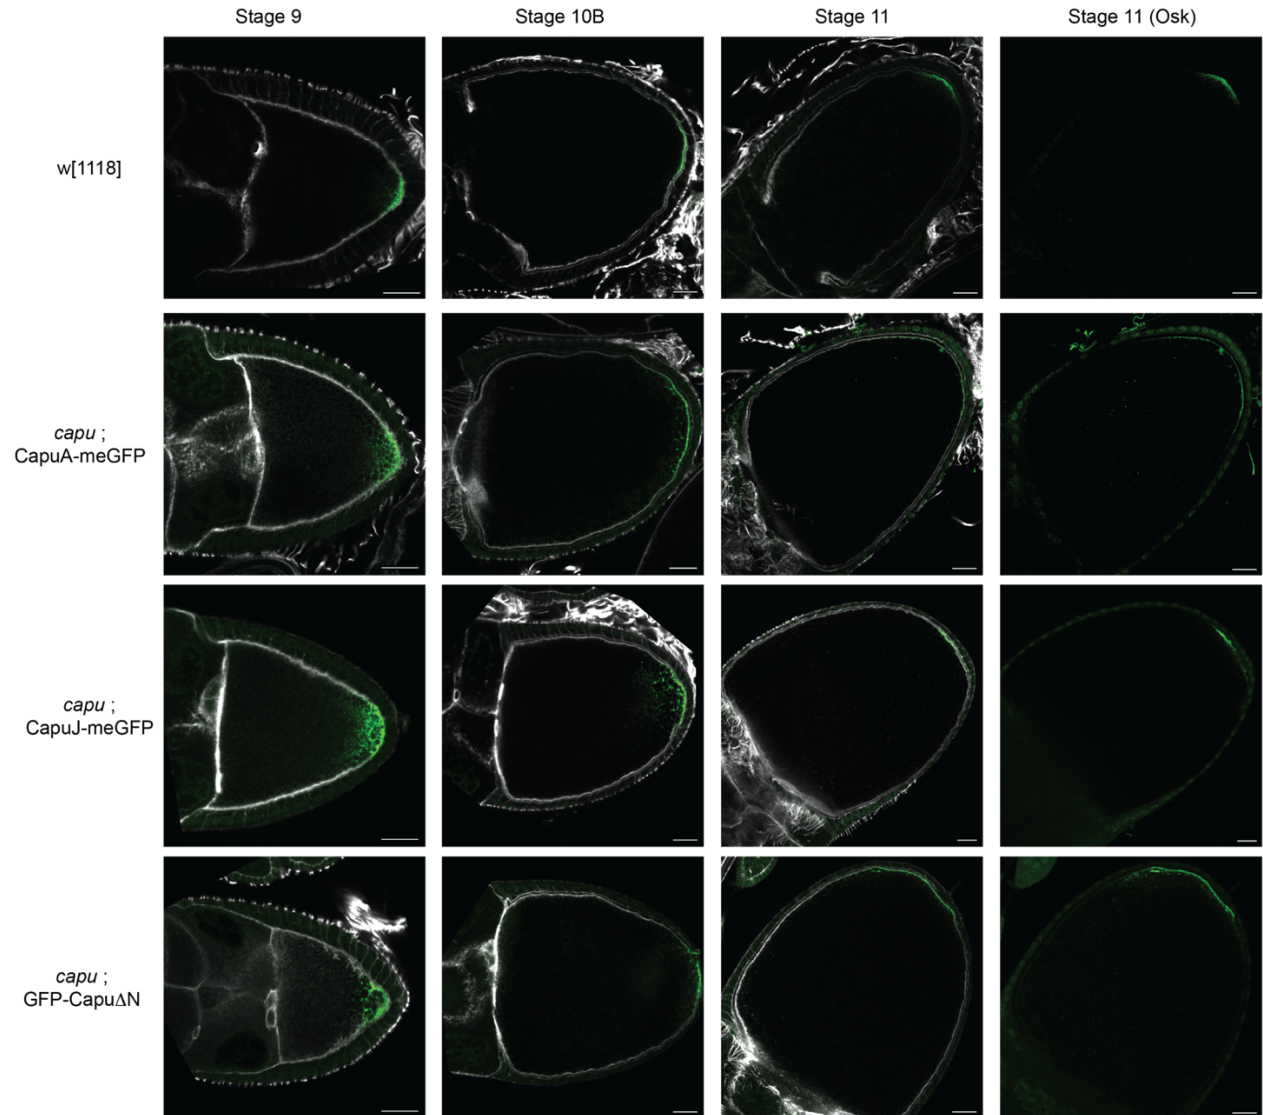 Stage 9 Stage 10B Stage 11 Stage 11 (Osk)
w[1118]
capu ;
CapuA-meGFP
capu ;
CapuJ-meGFP
capu ;
GFP-CapuΔN